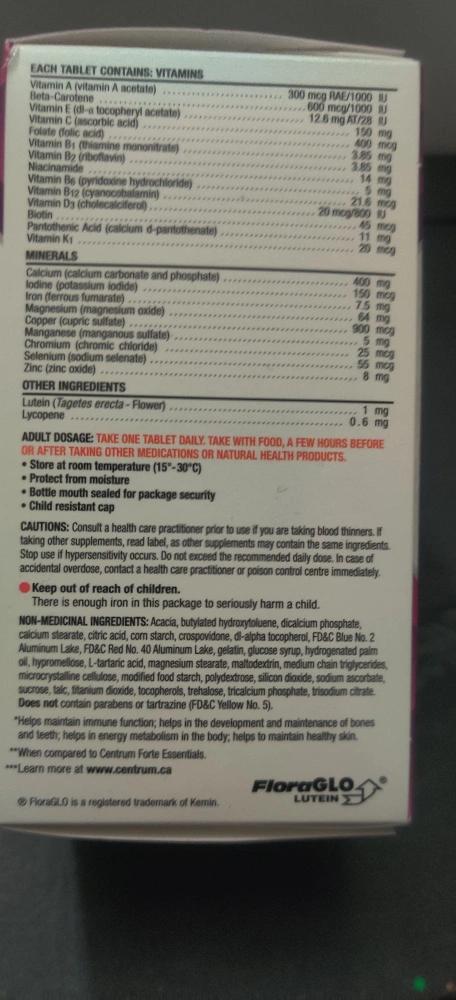 EACH TABLET CONTAINS: VITAMINS
Vitamin A (vitamin A acetate) ..... 300 mcg RAE/1000 IU
Beta-Carotene ..... 600 mcg/1000 IU
Vitamin E (dl-α tocopheryl acetate) ..... 12.6 mg AT/28 IU
Vitamin C (ascorbic acid) ..... 150 mg
Folate (folic acid) ..... 400 mcg
Vitamin B1 (thiamine mononitrate) ..... 3.85 mg
Vitamin B2 (riboflavin) ..... 3.85 mg
Niacinamide ..... 14 mg
Vitamin B6 (pyridoxine hydrochloride) ..... 5 mg
Vitamin B12 (cyanocobalamin) ..... 21.6 mcg
Vitamin D3 (cholecalciferol) ..... 20 mcg/800 IU
Biotin ..... 45 mcg
Pantothenic Acid (calcium d-pantothenate) ..... 11 mg
Vitamin K1 ..... 20 mcg
MINERALS
Calcium (calcium carbonate and phosphate) ..... 400 mg
Iodine (potassium iodide) ..... 150 mcg
Iron (ferrous fumarate) ..... 7.5 mg
Magnesium (magnesium oxide) ..... 64 mg
Copper (cupric sulfate) ..... 900 mcg
Manganese (manganous sulfate) ..... 5 mg
Chromium (chromic chloride) ..... 25 mcg
Selenium (sodium selenate) ..... 55 mcg
Zinc (zinc oxide) ..... 8 mg
OTHER INGREDIENTS
Lutein (Tagetes erecta - Flower) ..... 1 mg
Lycopene ..... 0.6 mg
ADULT DOSAGE: TAKE ONE TABLET DAILY. TAKE WITH FOOD, A FEW HOURS BEFORE
OR AFTER TAKING OTHER MEDICATIONS OR NATURAL HEALTH PRODUCTS.
• Store at room temperature (15°-30°C)
• Protect from moisture
• Bottle mouth sealed for package security
• Child resistant cap
CAUTIONS: Consult a health care practitioner prior to use if you are taking blood thinners. If
taking other supplements, read label, as other supplements may contain the same ingredients.
Stop use if hypersensitivity occurs. Do not exceed the recommended daily dose. In case of
accidental overdose, contact a health care practitioner or poison control centre immediately.
Keep out of reach of children.
There is enough iron in this package to seriously harm a child.
NON-MEDICINAL INGREDIENTS: Acacia, butylated hydroxytoluene, dicalcium phosphate,
calcium stearate, citric acid, corn starch, crospovidone, dl-alpha tocopherol, FD&C Blue No. 2
Aluminum Lake, FD&C Red No. 40 Aluminum Lake, gelatin, glucose syrup, hydrogenated palm
oil, hypromellose, L-tartaric acid, magnesium stearate, maltodextrin, medium chain triglycerides,
microcrystalline cellulose, modified food starch, polydextrose, silicon dioxide, sodium ascorbate,
sucrose, talc, titanium dioxide, tocopherols, trehalose, tricalcium phosphate, trisodium citrate.
Does not contain parabens or tartrazine (FD&C Yellow No. 5).
*Helps maintain immune function; helps in the development and maintenance of bones
and teeth; helps in energy metabolism in the body; helps to maintain healthy skin.
**When compared to Centrum Forte Essentials.
***Learn more at www.centrum.ca
FloraGLO®
LUTEIN
® FloraGLO is a registered trademark of Kemin.